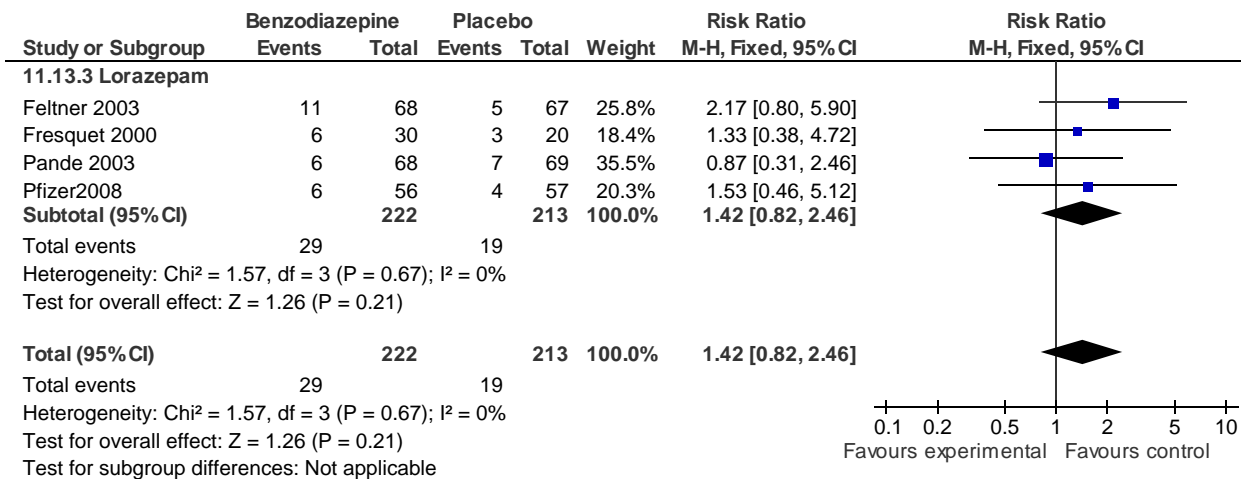 Benzodiazepine Placebo Risk Ratio Risk Ratio
Study or Subgroup Events Total Events Total Weight M-H, Fixed, 95% CI M-H, Fixed, 95% CI
11.13.3 Lorazepam
Feltner 2003 11 68 5 67 25.8% 2.17 [0.80, 5.90]
Fresquet 2000 6 30 3 20 18.4% 1.33 [0.38, 4.72]
Pande 2003 6 68 7 69 35.5% 0.87 [0.31, 2.46]
Pfizer2008 6 56 4 57 20.3% 1.53 [0.46, 5.12]
Subtotal (95% CI) 222 213 100.0% 1.42 [0.82, 2.46]
Total events 29 19
Heterogeneity: Chi² = 1.57, df = 3 (P = 0.67); I² = 0%
Test for overall effect: Z = 1.26 (P = 0.21)
Total (95% CI) 222 213 100.0% 1.42 [0.82, 2.46]
Total events 29 19
Heterogeneity: Chi² = 1.57, df = 3 (P = 0.67); I² = 0%
Test for overall effect: Z = 1.26 (P = 0.21)
Test for subgroup differences: Not applicable
0.1 0.2 0.5 1 2 5 10
Favours experimental Favours control